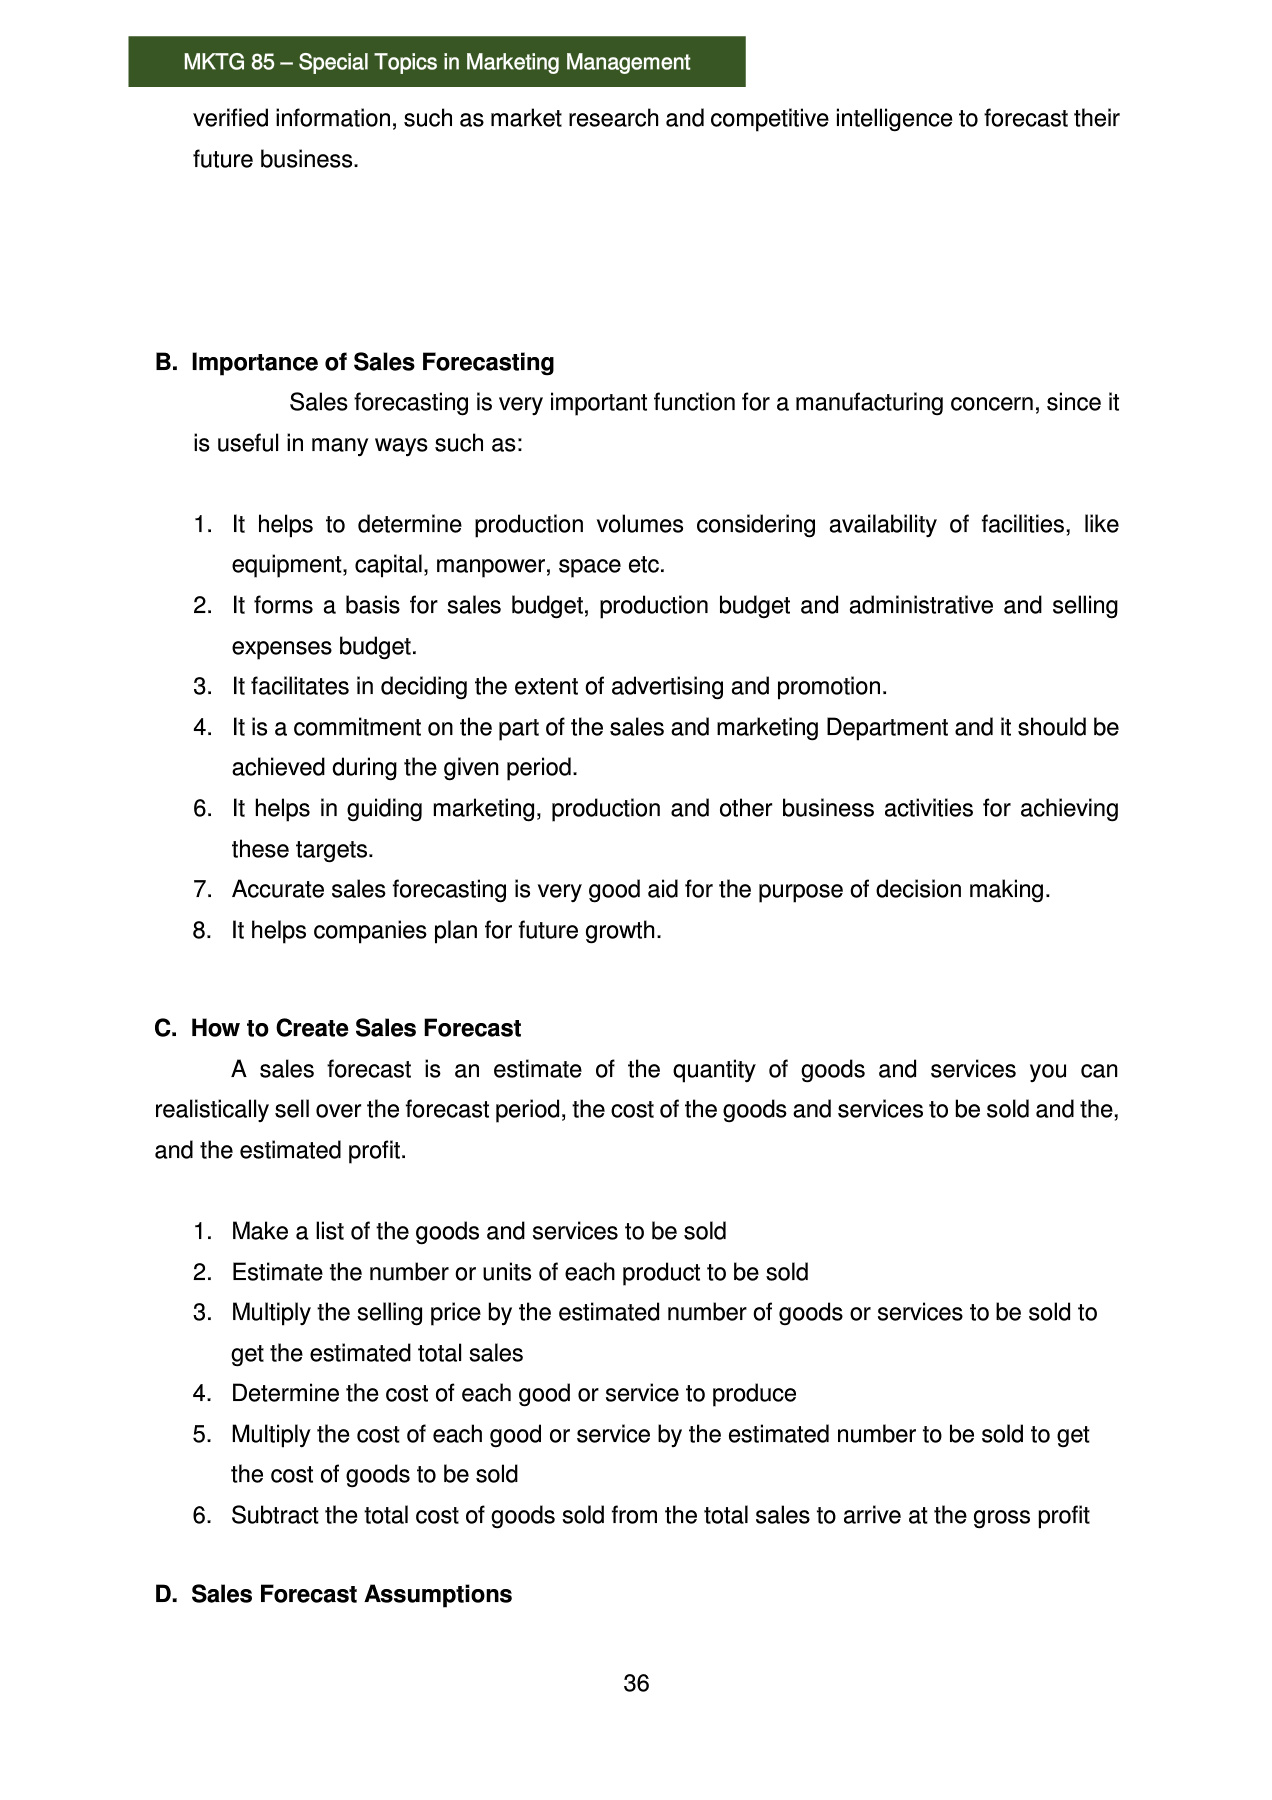 MKTG 85 – Special Topics in Marketing Management
verified information, such as market research and competitive intelligence to forecast their
future business.
B. Importance of Sales Forecasting
Sales forecasting is very important function for a manufacturing concern, since it
is useful in many ways such as:
1. It helps to determine production volumes considering availability of facilities, like
equipment, capital, manpower, space etc.
2. It forms a basis for sales budget, production budget and administrative and selling
expenses budget.
3. It facilitates in deciding the extent of advertising and promotion.
4. It is a commitment on the part of the sales and marketing Department and it should be
achieved during the given period.
6. It helps in guiding marketing, production and other business activities for achieving
these targets.
7. Accurate sales forecasting is very good aid for the purpose of decision making.
8. It helps companies plan for future growth.
C. How to Create Sales Forecast
A sales forecast is an estimate of the quantity of goods and services you can
realistically sell over the forecast period, the cost of the goods and services to be sold and the,
and the estimated profit.
1. Make a list of the goods and services to be sold
2. Estimate the number or units of each product to be sold
3. Multiply the selling price by the estimated number of goods or services to be sold to
get the estimated total sales
4. Determine the cost of each good or service to produce
5. Multiply the cost of each good or service by the estimated number to be sold to get
the cost of goods to be sold
6. Subtract the total cost of goods sold from the total sales to arrive at the gross profit
D. Sales Forecast Assumptions
36